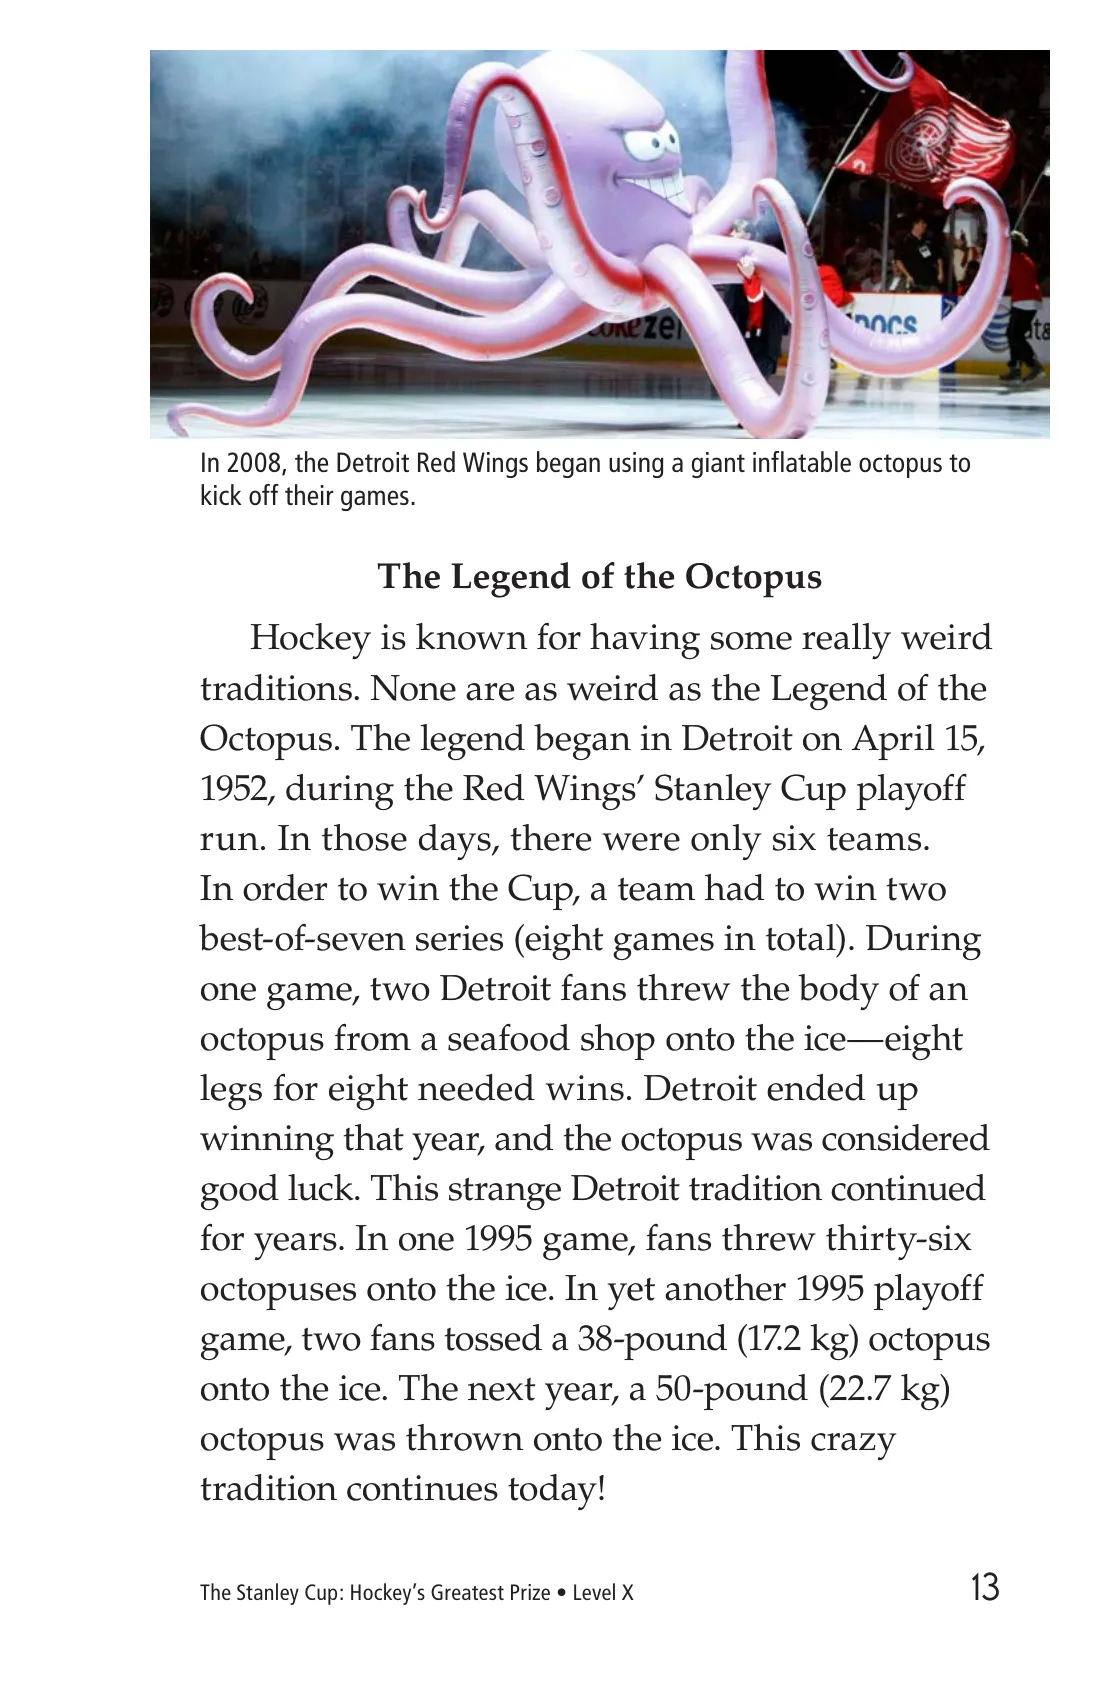 coke zer
DOCS
at&t
In 2008, the Detroit Red Wings began using a giant inflatable octopus to
kick off their games.
The Legend of the Octopus
Hockey is known for having some really weird
traditions. None are as weird as the Legend of the
Octopus. The legend began in Detroit on April 15,
1952, during the Red Wings’ Stanley Cup playoff
run. In those days, there were only six teams.
In order to win the Cup, a team had to win two
best-of-seven series (eight games in total). During
one game, two Detroit fans threw the body of an
octopus from a seafood shop onto the ice—eight
legs for eight needed wins. Detroit ended up
winning that year, and the octopus was considered
good luck. This strange Detroit tradition continued
for years. In one 1995 game, fans threw thirty-six
octopuses onto the ice. In yet another 1995 playoff
game, two fans tossed a 38-pound (17.2 kg) octopus
onto the ice. The next year, a 50-pound (22.7 kg)
octopus was thrown onto the ice. This crazy
tradition continues today!
The Stanley Cup: Hockey’s Greatest Prize • Level X
13